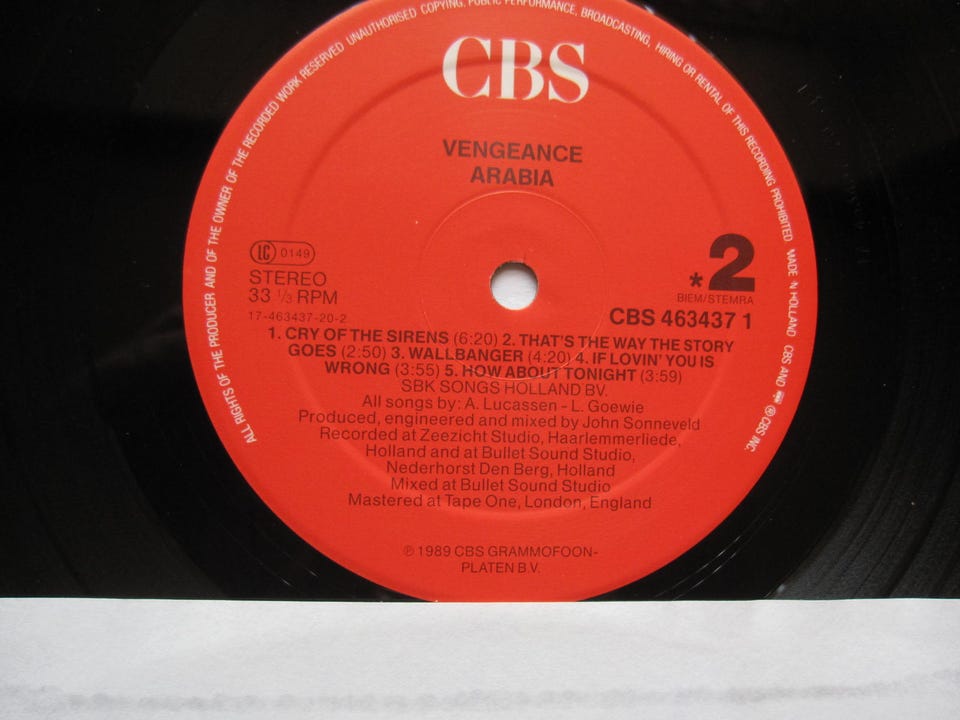 ALL RIGHTS OF THE PRODUCER AND OF THE OWNER OF THE RECORDED WORK RESERVED UNAUTHORISED COPYING, PUBLIC PERFORMANCE, BROADCASTING, HIRING OR RENTAL OF THIS RECORDING PROHIBITED MADE IN HOLLAND CBS AND ℗ CBS INC.
CBS
VENGEANCE
ARABIA
LC 0149
STEREO
33 1/3 RPM
17-463437-20-2
*2
BIEM/STEMRA
CBS 463437 1
1. CRY OF THE SIRENS (6:20) 2. THAT'S THE WAY THE STORY
GOES (2:50) 3. WALLBANGER (4:20) 4. IF LOVIN' YOU IS
WRONG (3:55) 5. HOW ABOUT TONIGHT (3:59)
SBK SONGS HOLLAND BV.
All songs by: A. Lucassen - L. Goewie
Produced, engineered and mixed by John Sonneveld
Recorded at Zeezicht Studio, Haarlemmerliede,
Holland and at Bullet Sound Studio,
Nederhorst Den Berg, Holland
Mixed at Bullet Sound Studio
Mastered at Tape One, London, England
℗ 1989 CBS GRAMMOFOON-
PLATEN B.V.